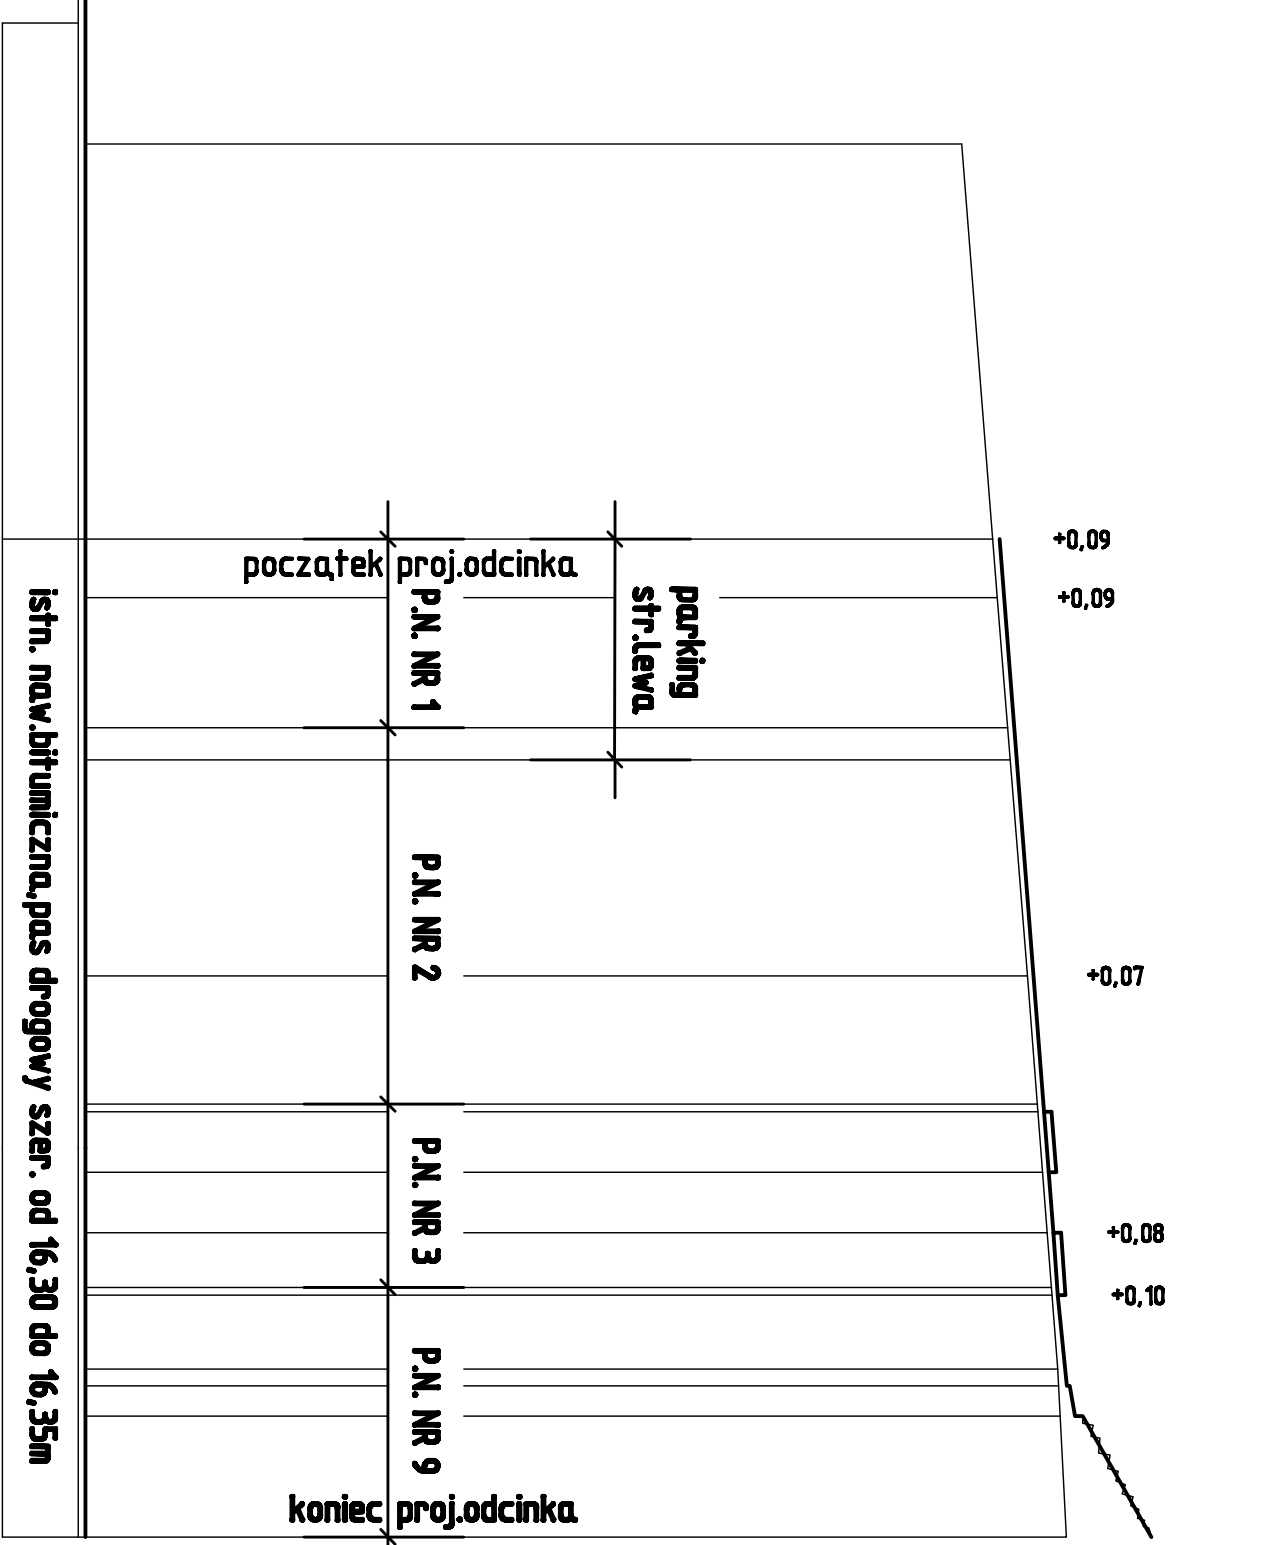 +0,09
początek proj.odcinka
+0,09
P.N. NR 1
parking
str.lewa
P.N. NR 2
+0,07
P.N. NR 3
+0,08
+0,10
P.N. NR 9
koniec proj.odcinka
istn. naw.bitumiczna,pas drogowy szer. od 16,30 do 16,35m